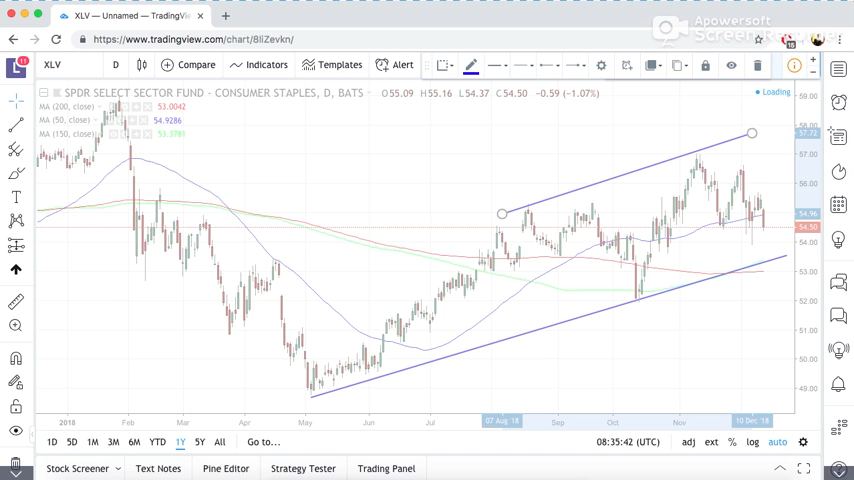 XLV — Unnamed — TradingVi
Apowersoft
Screen Re
https://www.tradingview.com/chart/8liZevkn/
15
11
XLV D Compare Indicators Templates Alert
SPDR SELECT SECTOR FUND - CONSUMER STAPLES, D, BATS O55.09 H55.16 L54.37 C54.50 −0.59 (−1.07%)
Loading
MA (200, close) 53.0042
MA (50, close) 54.9286
MA (150, close) 53.3781
59.00
58.00
57.72
57.00
56.00
54.96
54.50
54.00
53.00
52.00
51.00
50.00
49.00
2018 Feb Mar Apr May Jun Jul 07 Aug '18 Sep Oct Nov 10 Dec '18
1D 5D 1M 3M 6M YTD 1Y 5Y All Go to... 08:35:42 (UTC) adj ext % log auto
Stock Screener Text Notes Pine Editor Strategy Tester Trading Panel